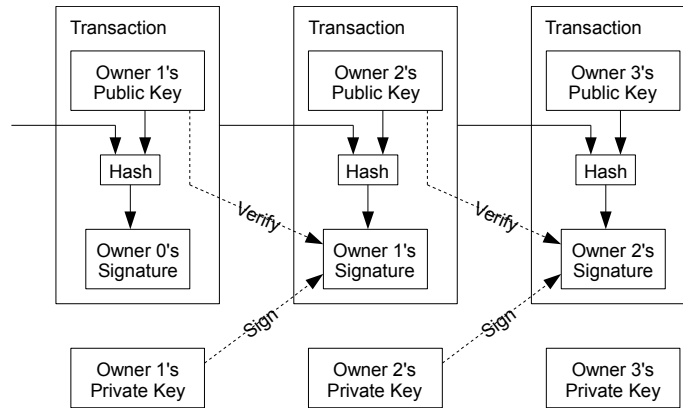 Transaction
Owner 1's
Public Key
Hash
Owner 0's
Signature
Transaction
Owner 2's
Public Key
Hash
Verify
Owner 1's
Signature
Transaction
Owner 3's
Public Key
Hash
Verify
Owner 2's
Signature
Owner 1's
Private Key
Sign
Owner 2's
Private Key
Sign
Owner 3's
Private Key